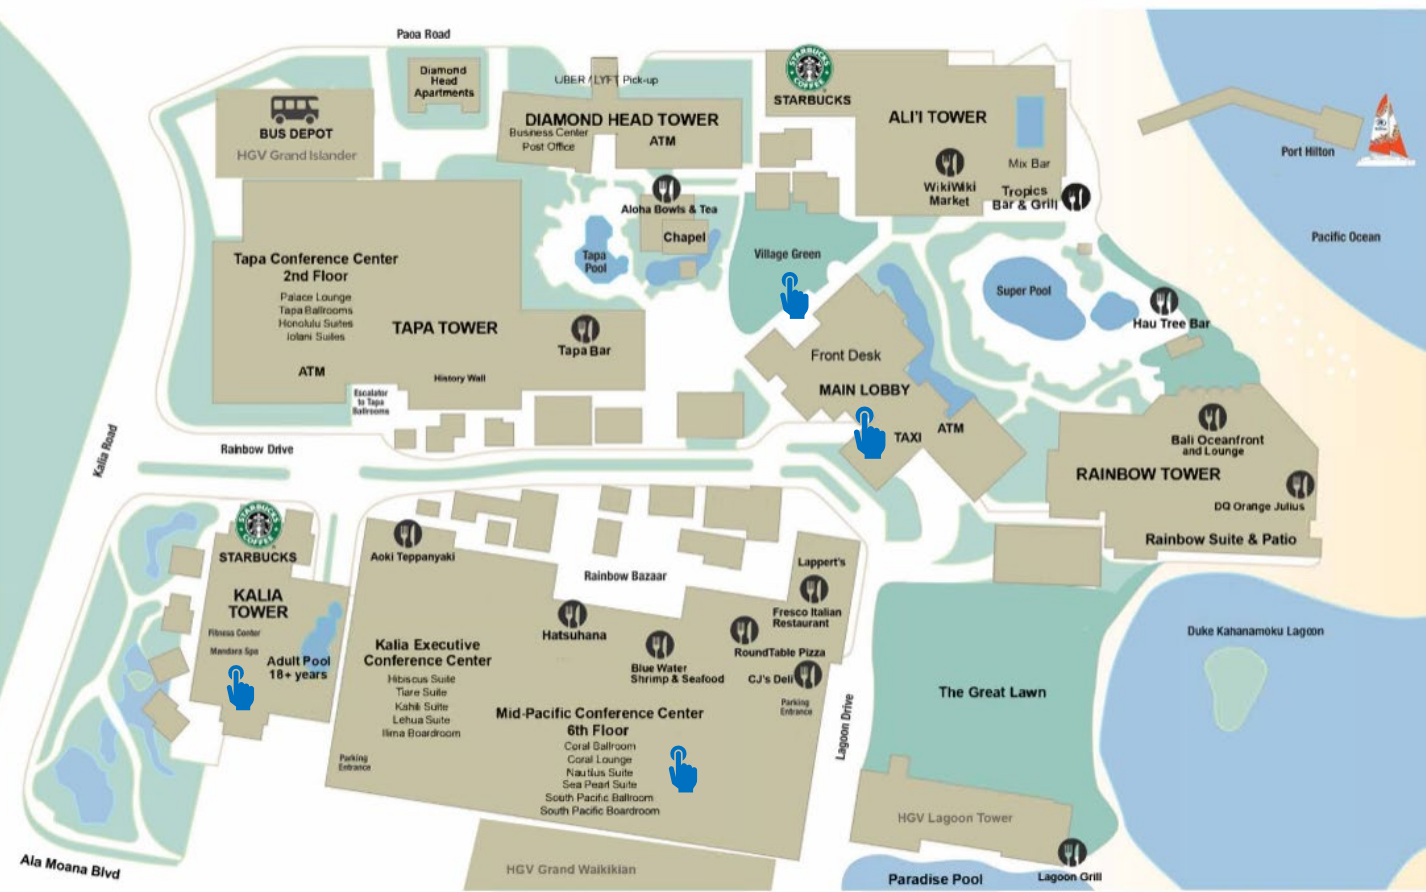 Paoa Road
Diamond
Head
Apartments
UBER / LYFT Pick-up
STARBUCKS
COFFEE
STARBUCKS
BUS DEPOT
HGV Grand Islander
DIAMOND HEAD TOWER
Business Center
Post Office
ATM
ALI'I TOWER
Mix Bar
WikiWiki
Market
Tropics
Bar & Grill
Port Hilton
Pacific Ocean
Aloha Bowls & Tea
Chapel
Tapa
Pool
Village Green
Super Pool
Hau Tree Bar
Tapa Conference Center
2nd Floor
Palace Lounge
Tapa Ballrooms
Honolulu Suites
Iolani Suites
TAPA TOWER
ATM
History Wall
Tapa Bar
Escalator
to Tapa
Ballrooms
Front Desk
MAIN LOBBY
TAXI
ATM
Bali Oceanfront
and Lounge
RAINBOW TOWER
DQ Orange Julius
Rainbow Suite & Patio
Kalia Road
Rainbow Drive
STARBUCKS
COFFEE
STARBUCKS
KALIA
TOWER
Fitness Center
Mandara Spa
Adult Pool
18+ years
Aoki Teppanyaki
Rainbow Bazaar
Lappert's
Fresco Italian
Restaurant
Hatsuhana
RoundTable Pizza
Blue Water
Shrimp & Seafood
CJ's Deli
Parking
Entrance
Kalia Executive
Conference Center
Hibiscus Suite
Tiare Suite
Kahili Suite
Lehua Suite
Ilima Boardroom
Parking
Entrance
Mid-Pacific Conference Center
6th Floor
Coral Ballroom
Coral Lounge
Nautilus Suite
Sea Pearl Suite
South Pacific Ballroom
South Pacific Boardroom
Lagoon Drive
The Great Lawn
Duke Kahanamoku Lagoon
HGV Lagoon Tower
Lagoon Grill
Paradise Pool
HGV Grand Waikikian
Ala Moana Blvd